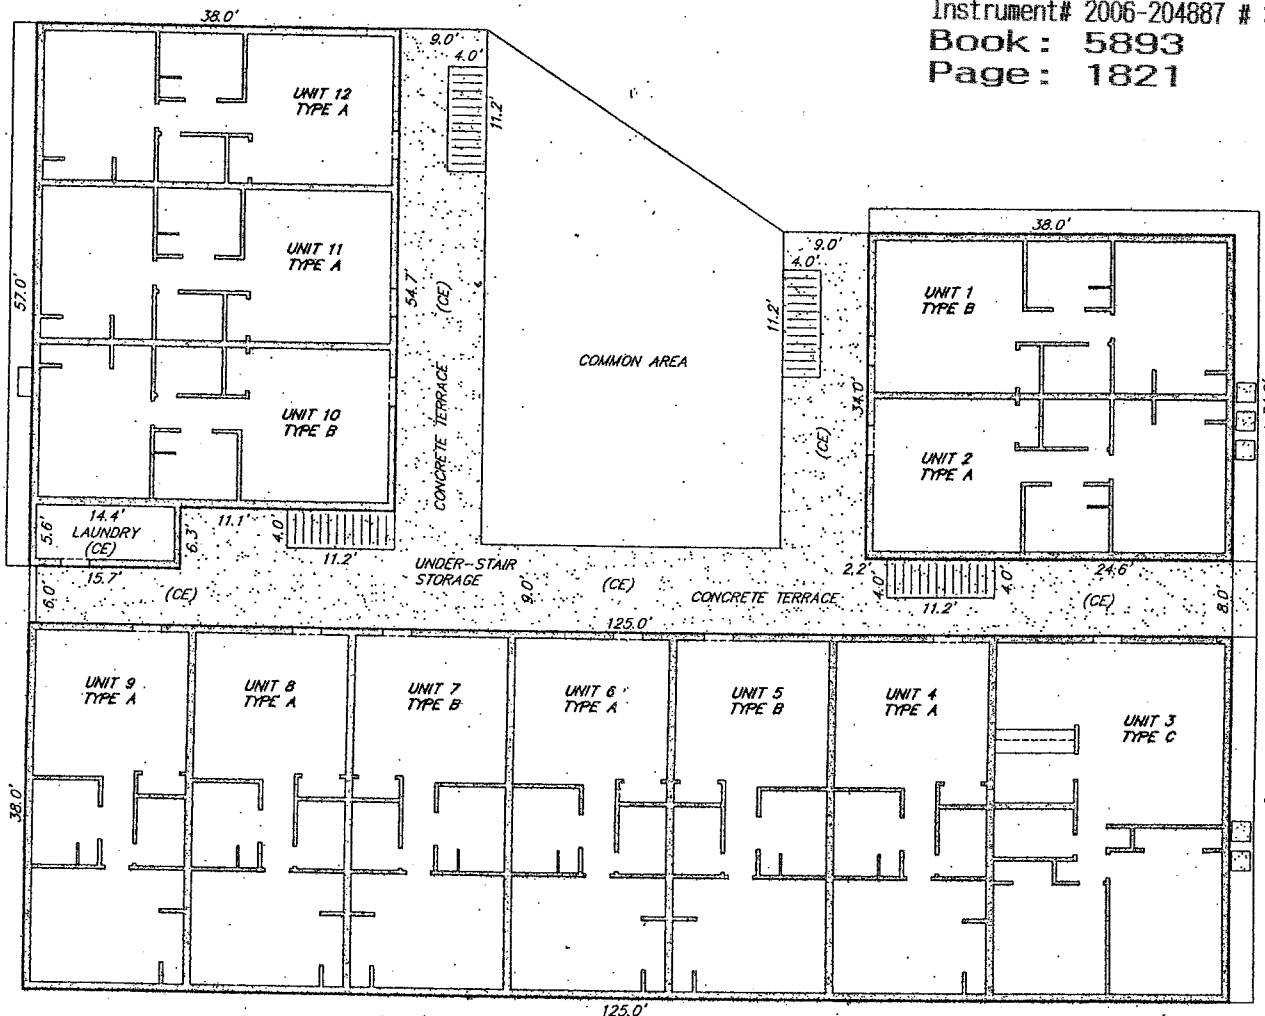 Instrument# 2006-204887 #
Book: 5893
Page: 1821
38.0'
9.0'
4.0'
11.2'
UNIT 12
TYPE A
38.0'
9.0'
4.0'
11.2'
UNIT 11
TYPE A
57.0'
54.7'
(CE)
CONCRETE TERRACE
COMMON AREA
UNIT 1
TYPE B
34.0'
(CE)
UNIT 10
TYPE B
UNIT 2
TYPE A
14.4'
LAUNDRY
(CE)
5.6'
6.3'
11.1'
4.0'
11.2'
15.7'
6.0'
(CE)
UNDER-STAIR
STORAGE
9.0'
(CE)
CONCRETE TERRACE
2.2'
4.0'
11.2'
4.0'
24.6'
(CE)
8.0'
125.0'
UNIT 9
TYPE A
UNIT 8
TYPE A
UNIT 7
TYPE B
UNIT 6
TYPE A
UNIT 5
TYPE B
UNIT 4
TYPE A
UNIT 3
TYPE C
38.0'
125.0'